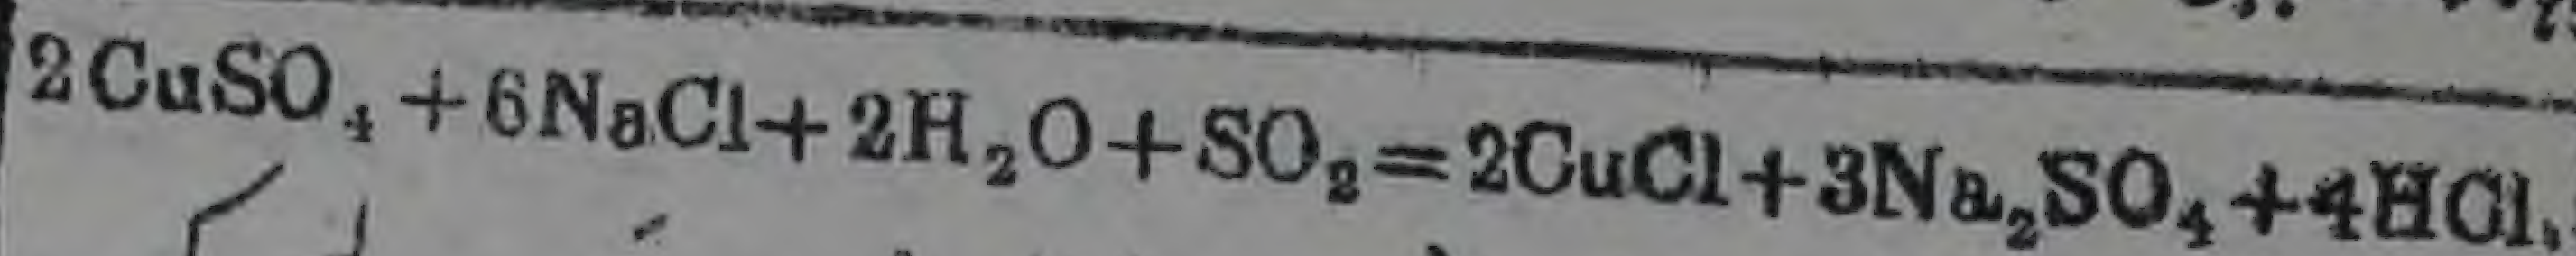 2CuSO₄+6NaCl+2H₂O+SO₂=2CuCl+3Na₂SO₄+4HCl,